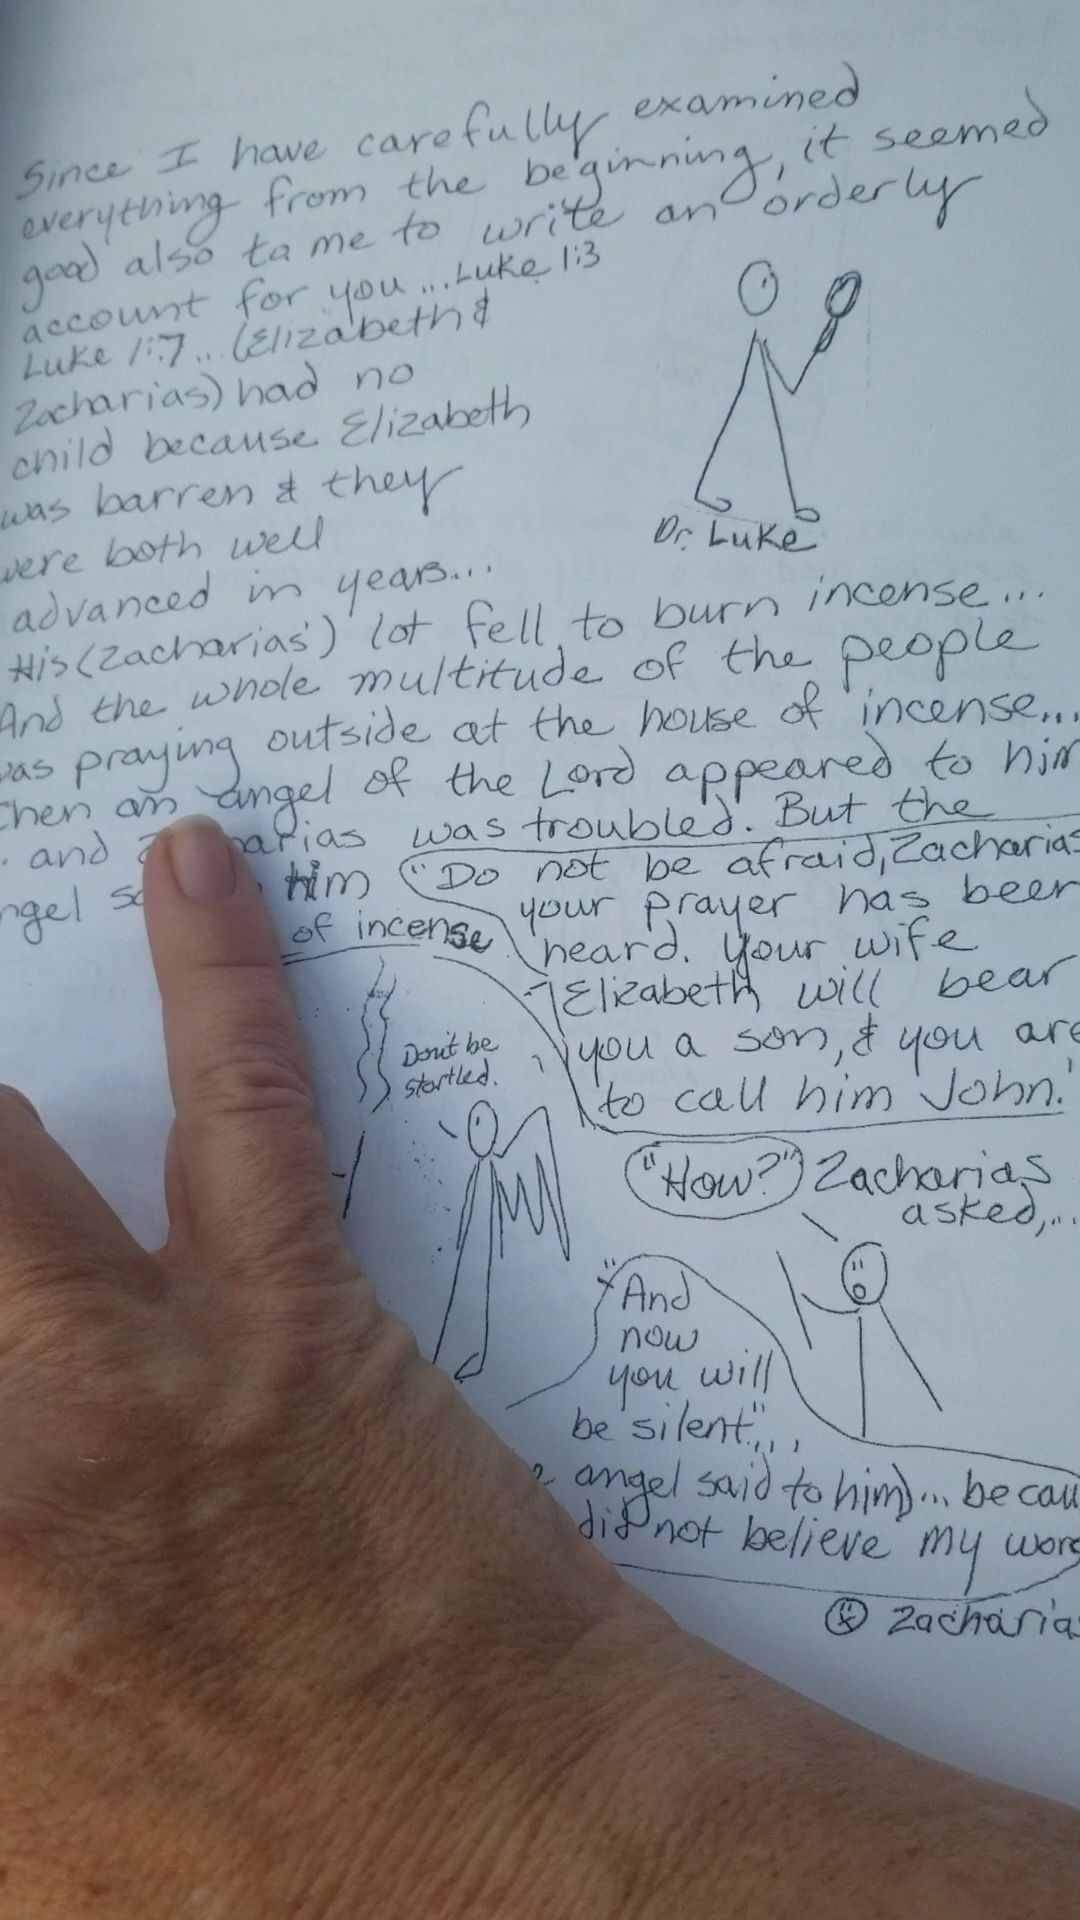 Since I have carefully examined
everything from the beginning, it seemed
good also to me to write an orderly
account for you... Luke 1:3
Luke 1:7... (Elizabeth &
Zacharias) had no
child because Elizabeth
was barren & they
were both well
advanced in years...
His (Zacharias') lot fell to burn incense...
And the whole multitude of the people
was praying outside at the house of incense...
Then an angel of the Lord appeared to him
and was troubled. But the
him
"Do not be afraid, Zacharias
your prayer has been
heard. Your wife
Elizabeth will bear
you a son, & you are
to call him John.'
of incense
Don't be
startled.
Dr. Luke
"How?" Zacharias
asked,...
"And
now
you will
be silent"...
angel said to him)... becau
did not believe my word
Zacharias